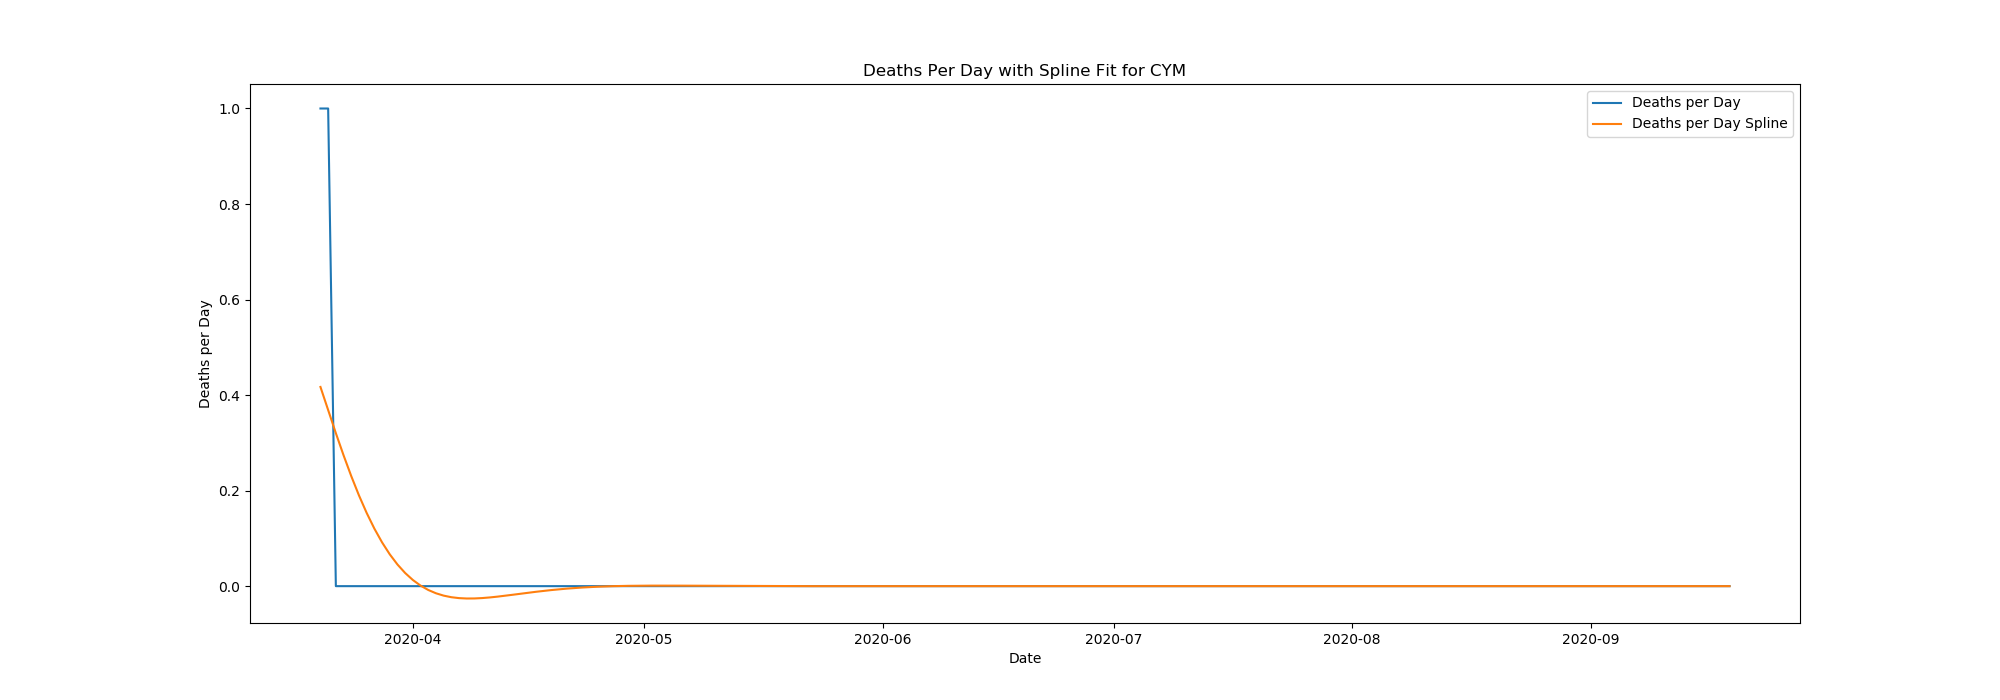 Deaths Per Day with Spline Fit for CYM
Deaths per Day
Deaths per Day Spline
Deaths per Day
1.0
0.8
0.6
0.4
0.2
0.0
2020-04
2020-05
2020-06
2020-07
2020-08
2020-09
Date